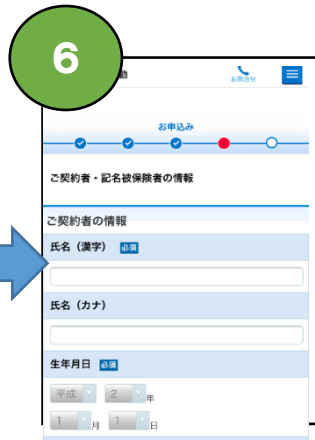 6
動
お問合せ
お申込み
ご契約者・記名被保険者の情報
ご契約者の情報
氏名（漢字） 必須
氏名（カナ）
生年月日 必須
平成 2 年
1 月 1 日